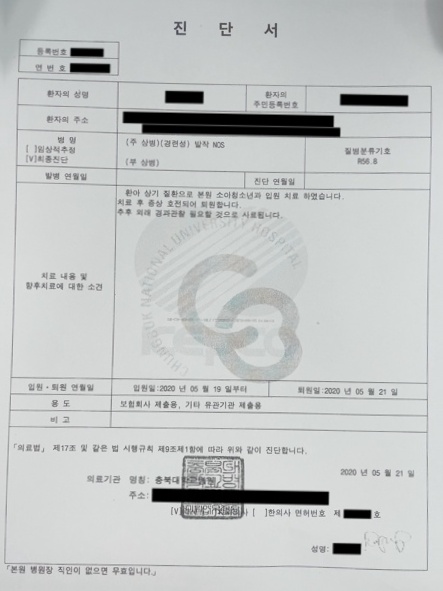 진 단 서
등록번호
연 번 호
환자의 성명
환자의
주민등록번호
환자의 주소
병 명
[ ]임상적추정
[V]최종진단
(주 상병)(경련성) 발작 NOS
(부 상병)
질병분류기호
R56.8
발병 연월일
진단 연월일
치료 내용 및
향후치료에 대한 소견
환아 상기 질환으로 본원 소아청소년과 입원 치료 하였습니다.
치료 후 증상 호전되어 퇴원합니다.
추후 외래 경과관찰 필요할 것으로 사료됩니다.
CHUNGBUK NATIONAL UNIVERSITY HOSPITAL
입원·퇴원 연월일
입원일:2020 년 05 월 19 일부터
퇴원일:2020 년 05 월 21 일
용 도
보험회사 제출용, 기타 유관기관 제출용
비 고
「의료법」 제17조 및 같은 법 시행규칙 제9조제1항에 따라 위와 같이 진단합니다.
2020 년 05 월 21 일
의료기관 명칭: 충북대학교병원
주소:
[ ]한의사 면허번호 제 호
성명:
「본원 병원장 직인이 없으면 무료입니다.」